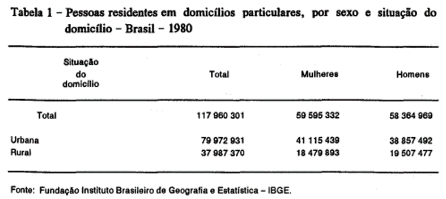 Tabela 1 – Pessoas residentes em domicílios particulares, por sexo e situação do
domicílio – Brasil – 1980
Situação
do
domicílio
Total
Mulheres
Homens
Total 117 960 301 59 595 332 58 364 969
Urbana 79 972 931 41 115 439 38 857 492
Rural 37 987 370 18 479 893 19 507 477
Fonte: Fundação Instituto Brasileiro de Geografia e Estatística – IBGE.